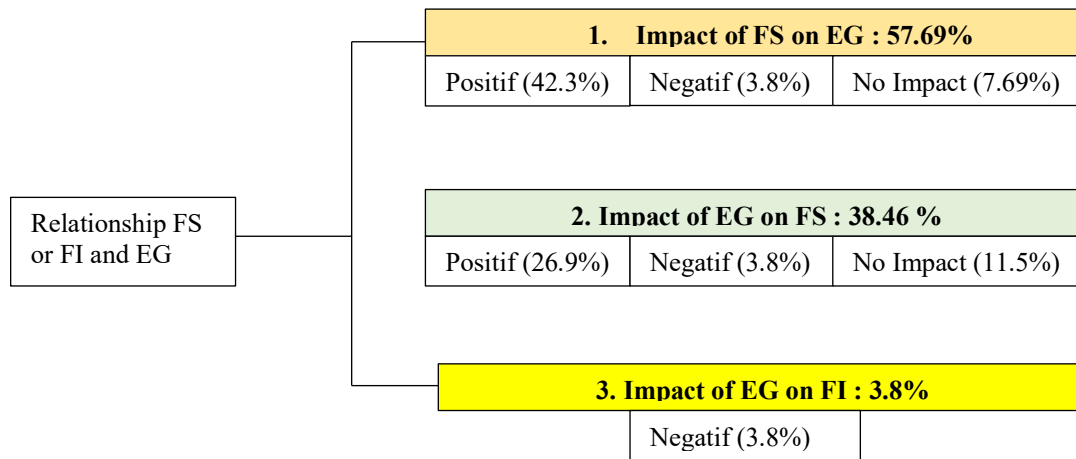 1. Impact of FS on EG : 57.69%
Positif (42.3%) Negatif (3.8%) No Impact (7.69%)
Relationship FS
or FI and EG
2. Impact of EG on FS : 38.46 %
Positif (26.9%) Negatif (3.8%) No Impact (11.5%)
3. Impact of EG on FI : 3.8%
Negatif (3.8%)